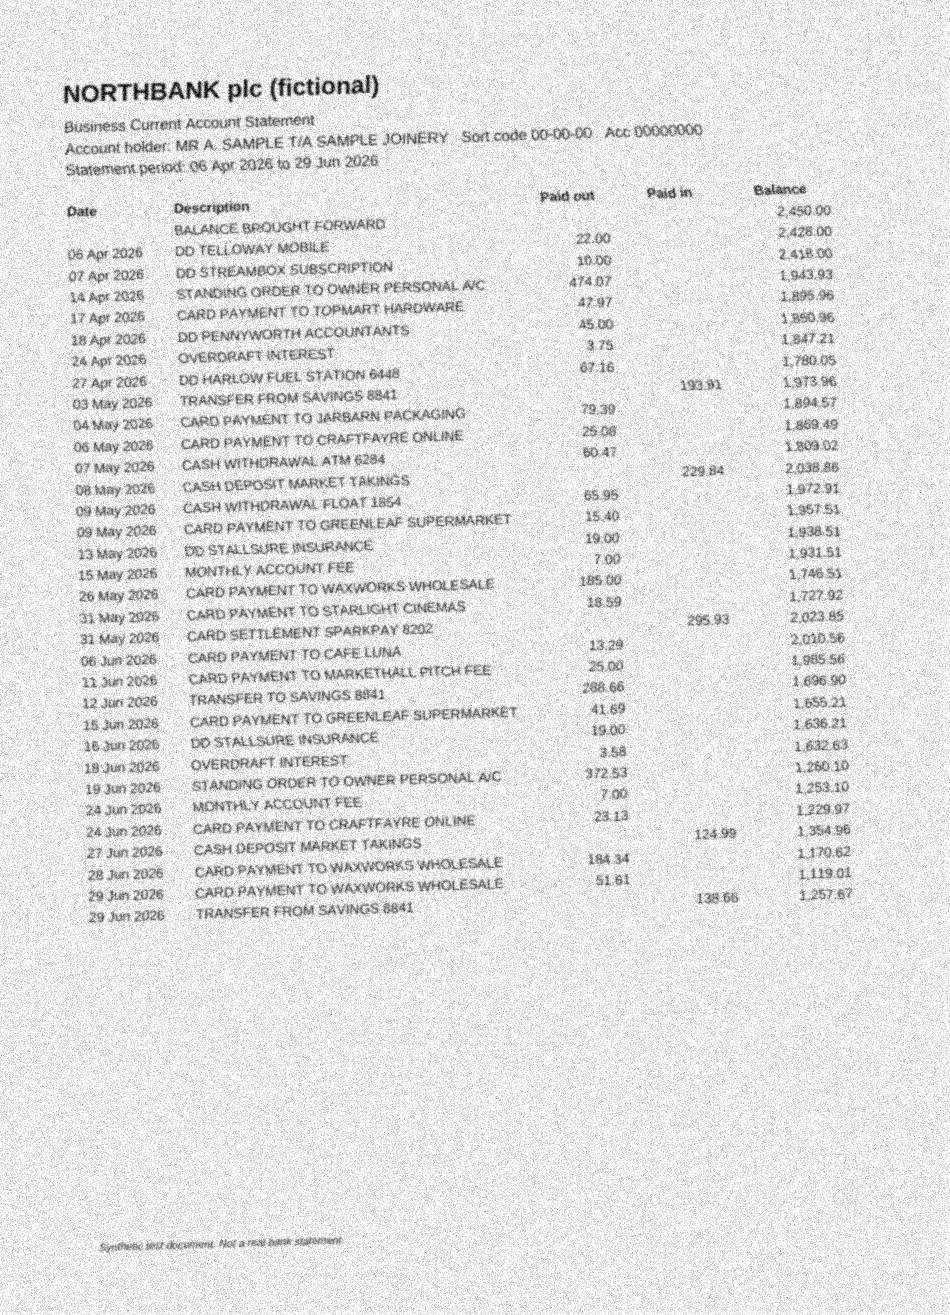 NORTHBANK plc (fictional)
Business Current Account Statement
Account holder: MR A. SAMPLE T/A SAMPLE JOINERY Sort code 00-00-00 Acc 00000000
Statement period: 06 Apr 2026 to 29 Jun 2026
Date Description Paid out Paid in Balance
BALANCE BROUGHT FORWARD 2,450.00
06 Apr 2026 DD TELLOWAY MOBILE 22.00 2,428.00
07 Apr 2026 DD STREAMBOX SUBSCRIPTION 10.00 2,418.00
14 Apr 2026 STANDING ORDER TO OWNER PERSONAL A/C 474.07 1,943.93
17 Apr 2026 CARD PAYMENT TO TOPMART HARDWARE 47.97 1,895.96
18 Apr 2026 DD PENNYWORTH ACCOUNTANTS 45.00 1,850.96
24 Apr 2026 OVERDRAFT INTEREST 3.75 1,847.21
27 Apr 2026 DD HARLOW FUEL STATION 6448 67.16 1,780.05
03 May 2026 TRANSFER FROM SAVINGS 8841 193.91 1,973.96
04 May 2026 CARD PAYMENT TO JARBARN PACKAGING 79.39 1,894.57
06 May 2026 CARD PAYMENT TO CRAFTFAYRE ONLINE 25.08 1,869.49
07 May 2026 CASH WITHDRAWAL ATM 6284 60.47 1,809.02
08 May 2026 CASH DEPOSIT MARKET TAKINGS 229.84 2,038.86
09 May 2026 CASH WITHDRAWAL FLOAT 1854 65.95 1,972.91
09 May 2026 CARD PAYMENT TO GREENLEAF SUPERMARKET 15.40 1,957.51
13 May 2026 DD STALLSURE INSURANCE 19.00 1,938.51
15 May 2026 MONTHLY ACCOUNT FEE 7.00 1,931.51
26 May 2026 CARD PAYMENT TO WAXWORKS WHOLESALE 185.00 1,746.51
31 May 2026 CARD PAYMENT TO STARLIGHT CINEMAS 18.59 1,727.92
31 May 2026 CARD SETTLEMENT SPARKPAY 8202 295.93 2,023.85
06 Jun 2026 CARD PAYMENT TO CAFE LUNA 13.29 2,010.56
11 Jun 2026 CARD PAYMENT TO MARKETHALL PITCH FEE 25.00 1,985.56
12 Jun 2026 TRANSFER TO SAVINGS 8841 288.66 1,696.90
15 Jun 2026 CARD PAYMENT TO GREENLEAF SUPERMARKET 41.69 1,655.21
16 Jun 2026 DD STALLSURE INSURANCE 19.00 1,636.21
18 Jun 2026 OVERDRAFT INTEREST 3.58 1,632.63
19 Jun 2026 STANDING ORDER TO OWNER PERSONAL A/C 372.53 1,260.10
24 Jun 2026 MONTHLY ACCOUNT FEE 7.00 1,253.10
24 Jun 2026 CARD PAYMENT TO CRAFTFAYRE ONLINE 23.13 1,229.97
27 Jun 2026 CASH DEPOSIT MARKET TAKINGS 124.99 1,354.96
28 Jun 2026 CARD PAYMENT TO WAXWORKS WHOLESALE 184.34 1,170.62
29 Jun 2026 CARD PAYMENT TO WAXWORKS WHOLESALE 51.61 1,119.01
29 Jun 2026 TRANSFER FROM SAVINGS 8841 138.66 1,257.67
Synthetic test document. Not a real bank statement.